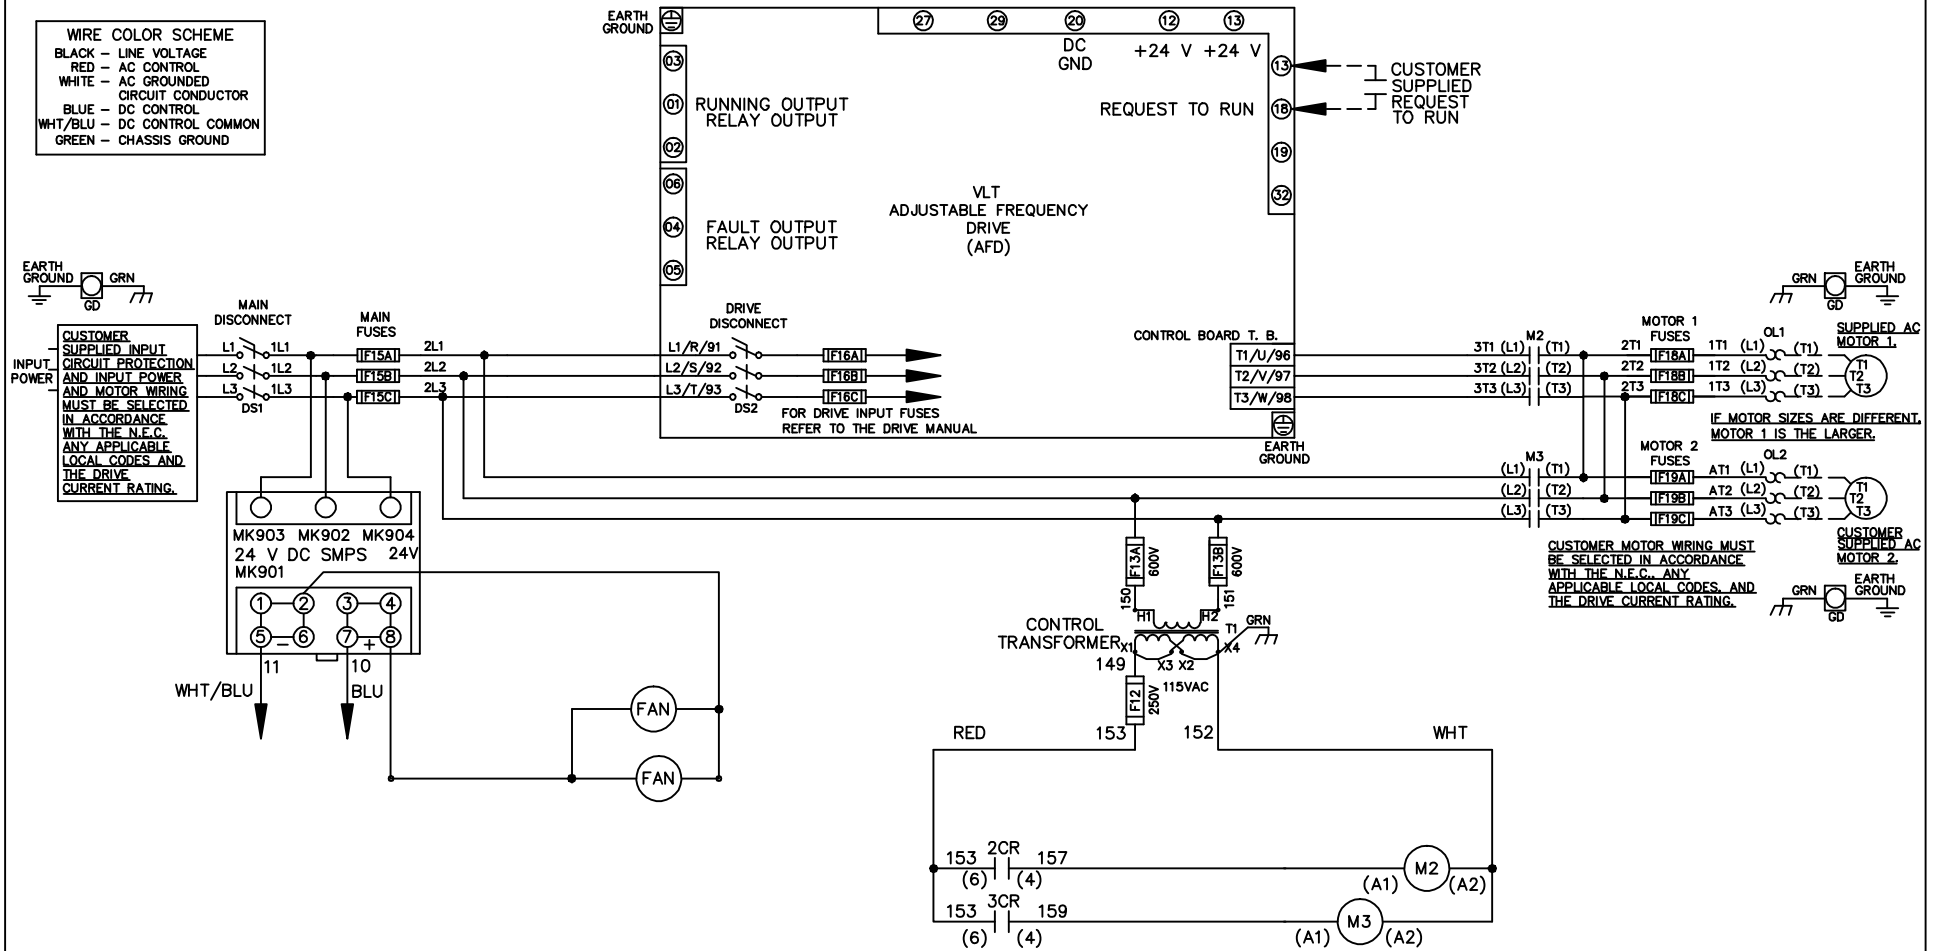 WIRE COLOR SCHEME
BLACK – LINE VOLTAGE
RED – AC CONTROL
WHITE – AC GROUNDED
CIRCUIT CONDUCTOR
BLUE – DC CONTROL
WHT/BLU – DC CONTROL COMMON
GREEN – CHASSIS GROUND
EARTH
GROUND
27
29
20
12
13
DC
GND
+24 V
+24 V
03
01
02
RUNNING OUTPUT
RELAY OUTPUT
06
04
05
FAULT OUTPUT
RELAY OUTPUT
VLT
ADJUSTABLE FREQUENCY
DRIVE
(AFD)
REQUEST TO RUN
13
18
19
32
CUSTOMER
SUPPLIED
REQUEST
TO RUN
EARTH
GROUND
GRN
GD
INPUT
POWER
CUSTOMER
SUPPLIED INPUT
CIRCUIT PROTECTION
AND INPUT POWER
AND MOTOR WIRING
MUST BE SELECTED
IN ACCORDANCE
WITH THE N.E.C.
ANY APPLICABLE
LOCAL CODES AND
THE DRIVE
CURRENT RATING.
MAIN
DISCONNECT
L1
1L1
L2
1L2
L3
1L3
DS1
MAIN
FUSES
F15A
F15B
F15C
2L1
2L2
2L3
L1/R/91
L2/S/92
L3/T/93
DRIVE
DISCONNECT
DS2
F16A
F16B
F16C
FOR DRIVE INPUT FUSES
REFER TO THE DRIVE MANUAL
CONTROL BOARD T. B.
T1/U/96
T2/V/97
T3/W/98
EARTH
GROUND
M2
3T1 (L1) (T1)
3T2 (L2) (T2)
3T3 (L3) (T3)
2T1
2T2
2T3
MOTOR 1
FUSES
F18A
F18B
F18C
1T1 (L1)
1T2 (L2)
1T3 (L3)
OL1
(T1)
(T2)
(T3)
T1
T2
T3
GRN
GD
EARTH
GROUND
SUPPLIED AC
MOTOR 1.
IF MOTOR SIZES ARE DIFFERENT,
MOTOR 1 IS THE LARGER.
M3
(L1) (T1)
(L2) (T2)
(L3) (T3)
MOTOR 2
FUSES
F19A
F19B
F19C
AT1 (L1)
AT2 (L2)
AT3 (L3)
OL2
(T1)
(T2)
(T3)
T1
T2
T3
CUSTOMER
SUPPLIED AC
MOTOR 2.
CUSTOMER MOTOR WIRING MUST
BE SELECTED IN ACCORDANCE
WITH THE N.E.C., ANY
APPLICABLE LOCAL CODES, AND
THE DRIVE CURRENT RATING.
GRN
GD
EARTH
GROUND
MK903 MK902 MK904
24 V DC SMPS 24V
MK901
1 2 3 4
5 – 6 7 + 8
11
10
WHT/BLU
BLU
FAN
FAN
F13A
600V
F13B
600V
150
151
H1
H2
CONTROL
TRANSFORMER
T1
GRN
X1
X3 X2
X4
149
115VAC
F12
250V
153
152
RED
WHT
153
2CR
157
(6)
(4)
M2
(A1)
(A2)
153
3CR
159
(6)
(4)
M3
(A1)
(A2)